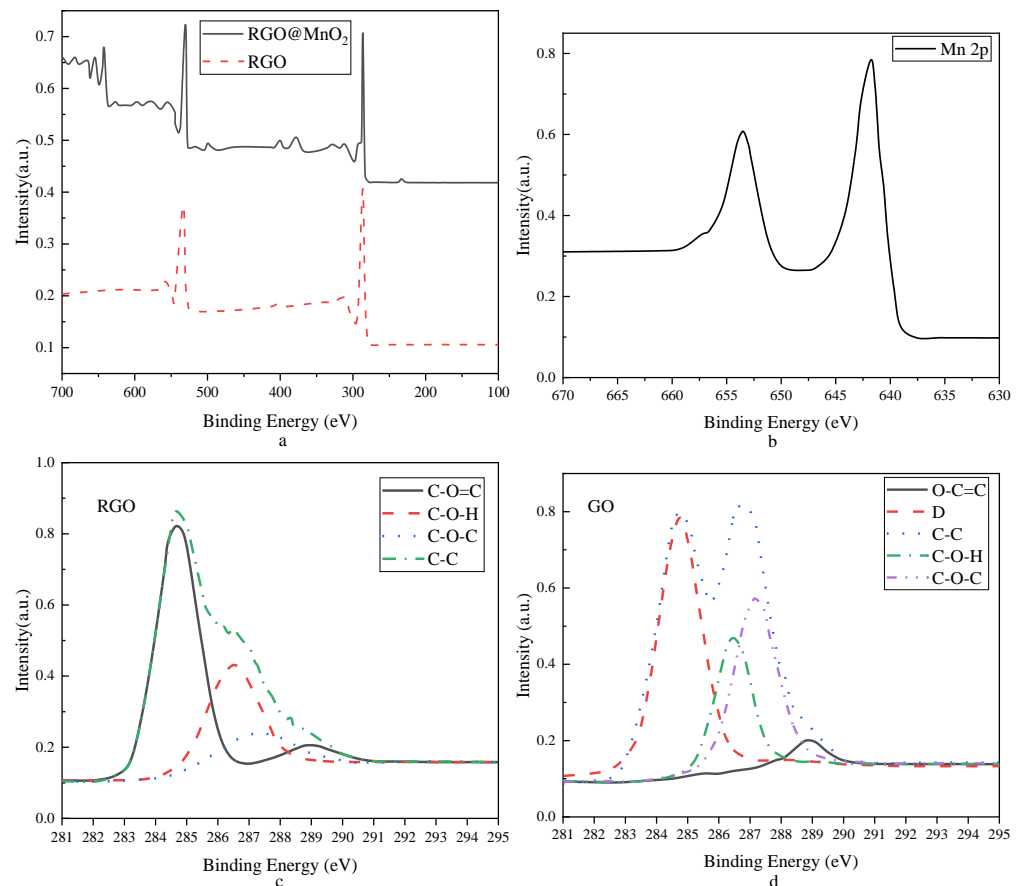 RGO@MnO₂
RGO
Intensity(a.u.)
0.7
0.6
0.5
0.4
0.3
0.2
0.1
700 600 500 400 300 200 100
Binding Energy (eV)
a
Mn 2p
Intensity(a.u.)
0.8
0.6
0.4
0.2
0.0
670 665 660 655 650 645 640 635 630
Binding Energy (eV)
b
RGO
C-O=C
C-O-H
C-O-C
C-C
Intensity(a.u.)
1.0
0.8
0.6
0.4
0.2
0.0
281 282 283 284 285 286 287 288 289 290 291 292 293 294 295
Binding Energy (eV)
c
GO
O-C=C
D
C-C
C-O-H
C-O-C
Intensity (a.u.)
0.8
0.6
0.4
0.2
0.0
281 282 283 284 285 286 287 288 289 290 291 292 293 294 295
Binding Energy (eV)
d